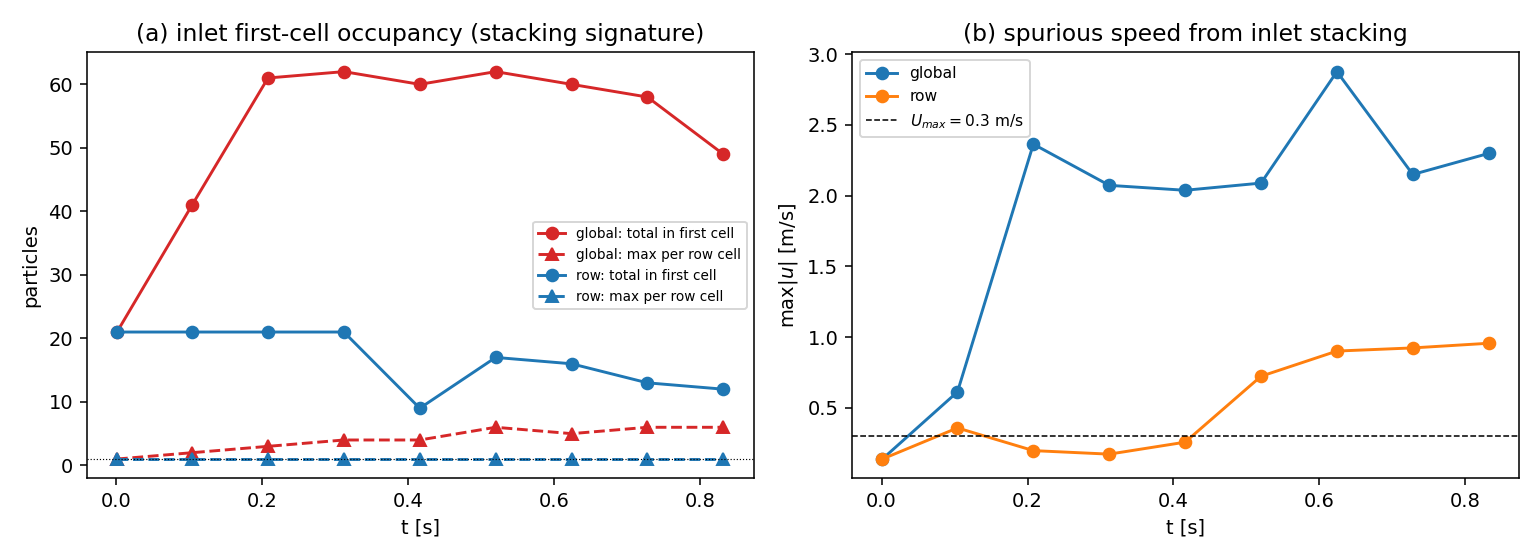 (a) inlet first-cell occupancy (stacking signature)
particles
60
50
40
30
20
10
0
global: total in first cell
global: max per row cell
row: total in first cell
row: max per row cell
0.0 0.2 0.4 0.6 0.8
t [s]
(b) spurious speed from inlet stacking
max|u| [m/s]
3.0
2.5
2.0
1.5
1.0
0.5
global
row
U_max = 0.3 m/s
0.0 0.2 0.4 0.6 0.8
t [s]